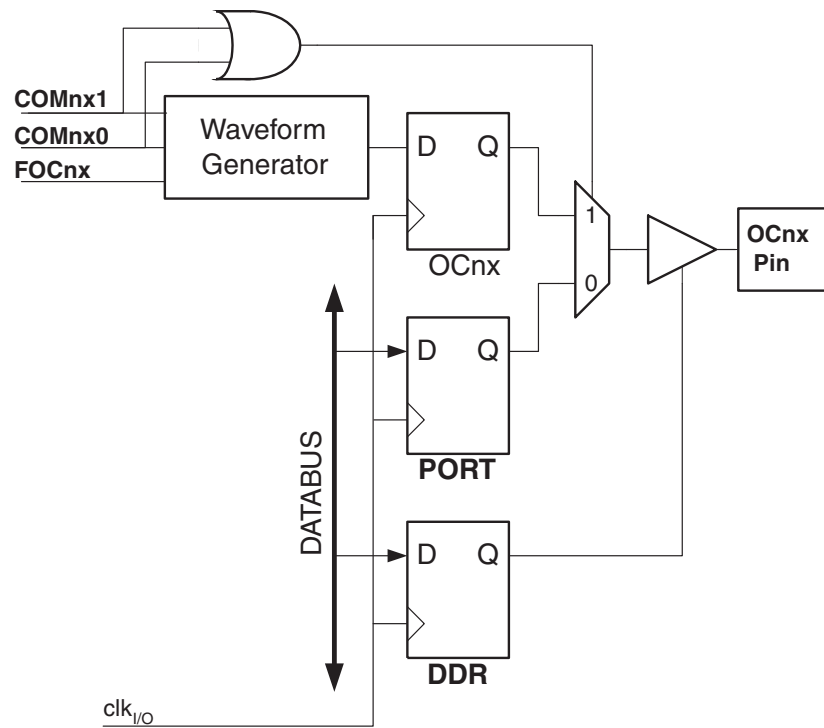 COMnx1
COMnx0
FOCnx
Waveform
Generator
D Q
OCnx
1
0
OCnx
Pin
D Q
PORT
DATABUS
D Q
DDR
clkI/O